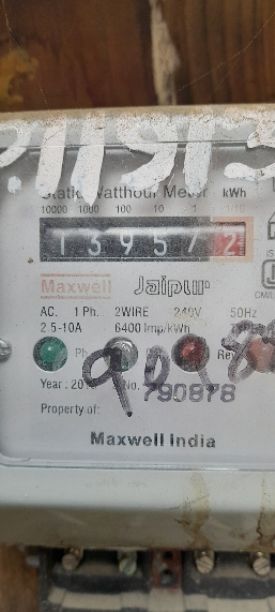 Static Watthour Meter kWh
10000 1000 100 10 1 1/10
1 3 9 5 7 2
Maxwell Jaipur
AC. 1 Ph. 2WIRE 240V 50Hz
2.5-10A 6400 Imp/kWh
Ph Rev
Year : No. 790878
Property of:
Maxwell India